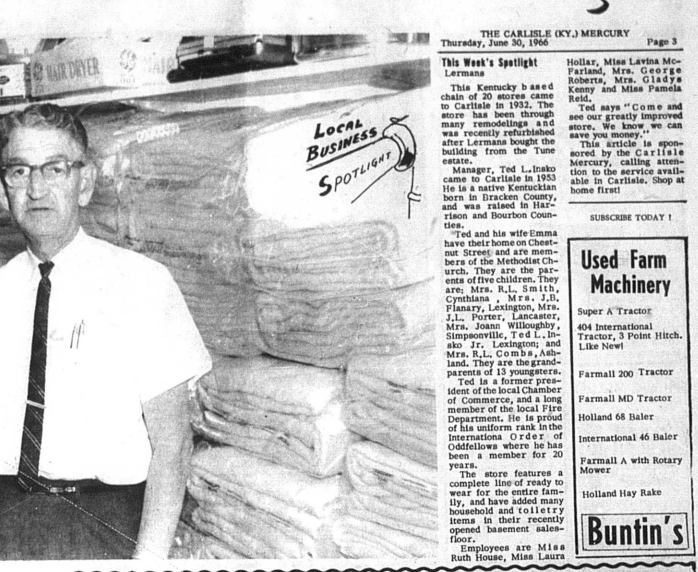 HAIR DRYER
HAIR
LOCAL
BUSINESS
SPOTLIGHT
THE CARLISLE (KY.) MERCURY
Thursday, June 30, 1966 Page 3
This Week's Spotlight
Lermans
This Kentucky based
chain of 20 stores came
to Carlisle in 1932. The
store has been through
many remodelings and
was recently refurbished
after Lermans bought the
building from the Tune
estate.
Manager, Ted L. Insko
came to Carlisle in 1953
He is a native Kentuckian
born in Bracken County,
and was raised in Har-
rison and Bourbon Coun-
ties.
Ted and his wife Emma
have their home on Chest-
nut Street and are mem-
bers of the Methodist Ch-
urch. They are the par-
ents of five children. They
are: Mrs. R.L. Smith,
Cynthiana, Mrs. J.B.
Flanary, Lexington, Mrs.
J.L. Porter, Lancaster,
Mrs. Joann Willoughby,
Simpsonville, Ted L. In-
sko Jr. Lexington; and
Mrs. R.L. Combs, Ash-
land. They are the grand-
parents of 13 youngsters.
Ted is a former pres-
ident of the local Chamber
of Commerce, and a long
member of the local Fire
Department. He is proud
of his uniform rank in the
Internationa Order of
Oddfellows where he has
been a member for 20
years.
The store features a
complete line of ready to
wear for the entire fam-
ily, and have added many
household and toiletry
items in their recently
opened basement sales-
floor.
Employees are Miss
Ruth House, Miss Laura
Hollar, Miss Lavina Mc-
Farland, Mrs. George
Roberts, Mrs. Gladys
Kenny and Miss Pamela
Reid.
Ted says "Come and
see our greatly improved
store. We know we can
save you money."
This article is spon-
sored by the Carlisle
Mercury, calling atten-
tion to the service avail-
able in Carlisle. Shop at
home first!
SUBSCRIBE TODAY !
Used Farm
Machinery
Super A Tractor
404 International
Tractor, 3 Point Hitch.
Like New!
Farmall 200 Tractor
Farmall MD Tractor
Holland 68 Baler
International 46 Baler
Farmall A with Rotary
Mower
Holland Hay Rake
Buntin's